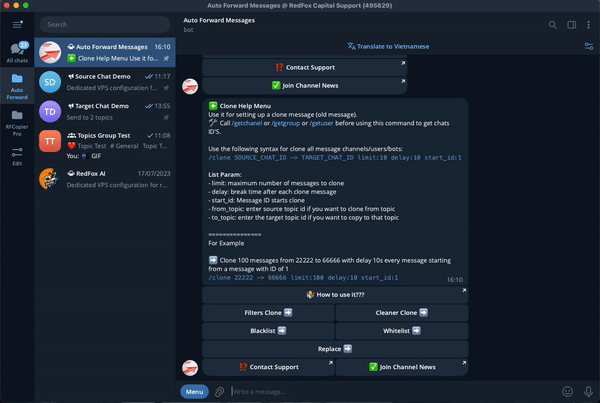 Auto Forward Messages @ RedFox Capital Support (495629)
Search
Auto Forward Messages
bot
23
All chats
Auto Forward
RFCopier Pro
Edit
Auto Forward Messages 16:10
Clone Help Menu Use it fo...
SD
Source Chat Demo 11:17
Dedicated VPS configuration f...
TD
Target Chat Demo 13:55
Send to 2 topics
TT
Topics Group Test 11:08
Topic Test # General Topic T...
You: GIF
RedFox AI 17/07/2023
Dedicated VPS configuration for r...
Translate to Vietnamese
Contact Support
Join Channel News
Clone Help Menu
Use it for setting up a clone message (old message).
Call /getchanel or /getgroup or /getuser before using this command to get chats
ID'S.
Use the following syntax for clone all message channels/users/bots:
/clone SOURCE_CHAT_ID -> TARGET_CHAT_ID limit:10 delay:10 start_id:1
List Param:
- limit: maximum number of messages to clone
- delay: break time after each clone message
- start_id: Message ID starts clone
- from_topic: enter source topic id if you want to clone from topic
- to_topic: enter the target topic id if you want to copy to that topic
===============
For Example
Clone 100 messages from 22222 to 66666 with delay 10s every message starting
from a message with ID of 1
/clone 22222 -> 66666 limit:100 delay:10 start_id:1
16:10
How to use it???
Filters Clone
Cleaner Clone
Blacklist
Whitelist
Replace
Contact Support
Join Channel News
Menu
Write a message...